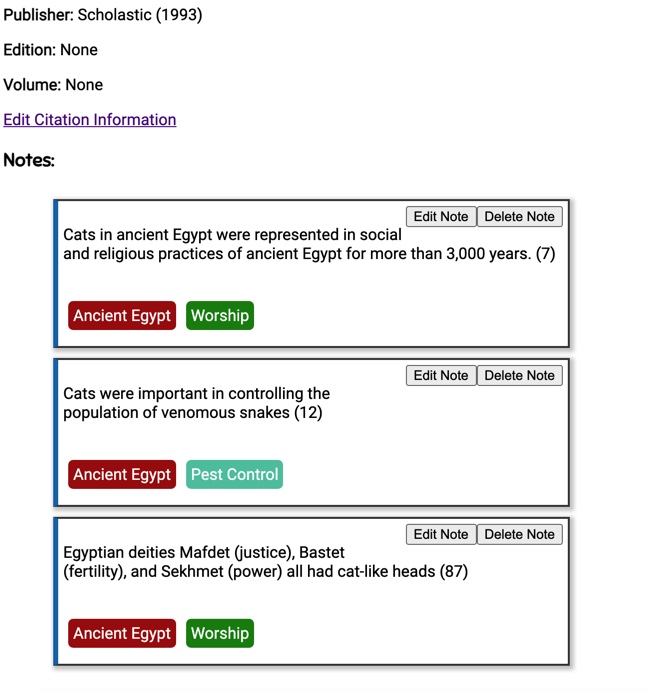 Publisher: Scholastic (1993)
Edition: None
Volume: None
Edit Citation Information
Notes:
Edit Note Delete Note
Cats in ancient Egypt were represented in social
and religious practices of ancient Egypt for more than 3,000 years. (7)
Ancient Egypt Worship
Edit Note Delete Note
Cats were important in controlling the
population of venomous snakes (12)
Ancient Egypt Pest Control
Edit Note Delete Note
Egyptian deities Mafdet (justice), Bastet
(fertility), and Sekhmet (power) all had cat-like heads (87)
Ancient Egypt Worship